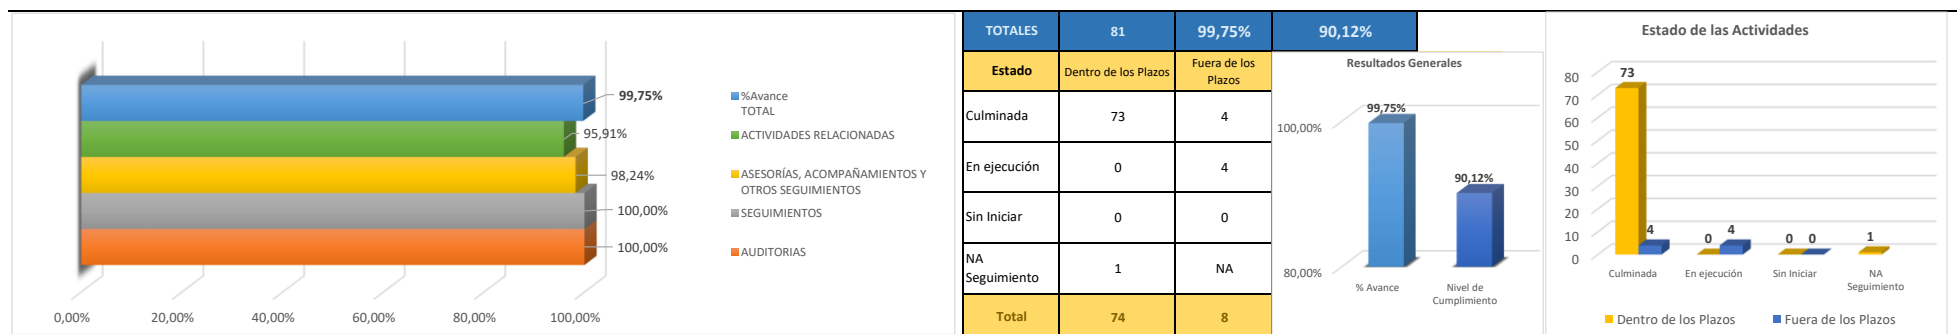 99,75%
95,91%
98,24%
100,00%
100,00%
0,00% 20,00% 40,00% 60,00% 80,00% 100,00%
%Avance
TOTAL
ACTIVIDADES RELACIONADAS
ASESORÍAS, ACOMPAÑAMIENTOS Y
OTROS SEGUIMIENTOS
SEGUIMIENTOS
AUDITORIAS
TOTALES 81 99,75% 90,12%
Estado Dentro de los Plazos Fuera de los
Plazos
Culminada 73 4
En ejecución 0 4
Sin Iniciar 0 0
NA
Seguimiento 1 NA
Total 74 8
Resultados Generales
99,75%
100,00%
90,12%
80,00%
% Avance Nivel de
Cumplimiento
Estado de las Actividades
80
70
60
50
40
30
20
10
0
73
4
0 4
0 0
1
Culminada En ejecución Sin Iniciar NA
Seguimiento
Dentro de los Plazos Fuera de los Plazos